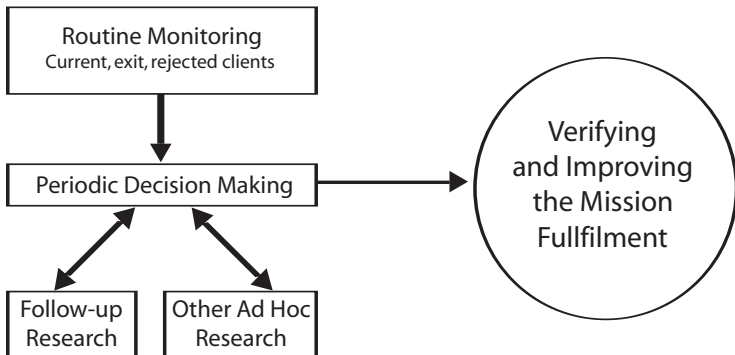 Routine Monitoring
Current, exit, rejected clients
Periodic Decision Making
Follow-up
Research
Other Ad Hoc
Research
Verifying
and Improving
the Mission
Fullfilment